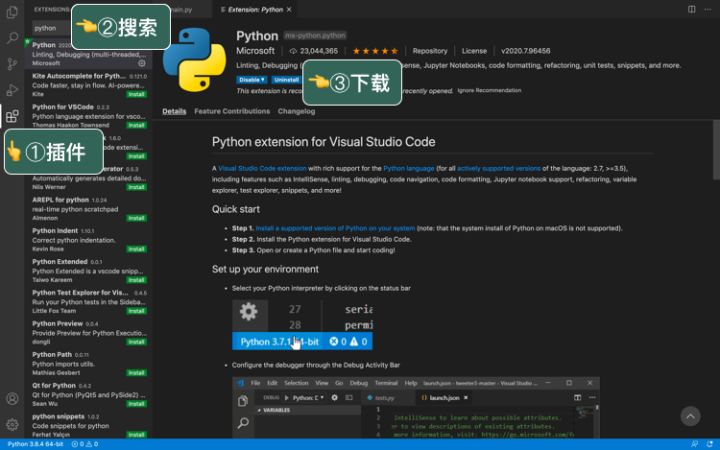 EXTENSIONS
main.py
Extension: Python
python
②搜索
Python
Linting, Debugging (multi-threaded,...
Microsoft
Kite Autocomplete for Pyth... 0.121.0
Code faster, stay in flow. AI-powere...
Kite
Install
Python for VSCode 0.2.3
Python language extension for vsco...
Thomas Haakon Townsend
Install
①插件
1.6.0
Install
erator 0.5.3
Automatically generates detailed do...
Nils Werner
Install
AREPL for python 1.0.24
real-time python scratchpad
Almenon
Install
Python Indent 1.10.1
Correct python indentation.
Kevin Rose
Install
Python Extended 0.0.1
Python Extended is a vscode snipp...
Taiwo Kareem
Install
Python Test Explorer for Vi...
Run your Python tests in the Sideba...
Little Fox Team
Install
Python Preview 0.0.4
Provide Preview for Python Executio...
dongli
Install
Python Path 0.0.11
Python imports utils.
Mathias Gesbert
Install
Qt for Python 0.4.2
Qt for Python (PyQt5 and PySide2) e...
Sean Wu
Install
python snippets 1.0.2
Code snippets for python
Ferhat Yalçın
Install
Python ms-python.python
Microsoft 23,044,365 Repository License v2020.7.96456
Linting, Debugging (
nse, Jupyter Notebooks, code formatting, refactoring, unit tests, snippets, and more.
Disable Uninstall
③下载
This extension is recom
ecently opened. Ignore Recommendation
Details Feature Contributions Changelog
Python extension for Visual Studio Code
A Visual Studio Code extension with rich support for the Python language (for all actively supported versions of the language: 2.7, >=3.5),
including features such as IntelliSense, linting, debugging, code navigation, code formatting, Jupyter notebook support, refactoring, variable
explorer, test explorer, snippets, and more!
Quick start
• Step 1. Install a supported version of Python on your system (note: that the system install of Python on macOS is not supported).
• Step 2. Install the Python extension for Visual Studio Code.
• Step 3. Open or create a Python file and start coding!
Set up your environment
• Select your Python interpreter by clicking on the status bar
27 seria
28 permi
Python 3.7.1 64-bit 0 0
• Configure the debugger through the Debug Activity Bar
File Edit Selection View Go Debug Terminal Help launch.json - tweeter3-master - Visual Studio ...
DEBUG Python: D
tests.py
launch.json
VARIABLES
1
2
3
4
IntelliSense to learn about possible attributes.
er to view descriptions of existing attributes.
more information, visit: https://go.microsoft.com/f
Python 3.8.4 64-bit 0 0